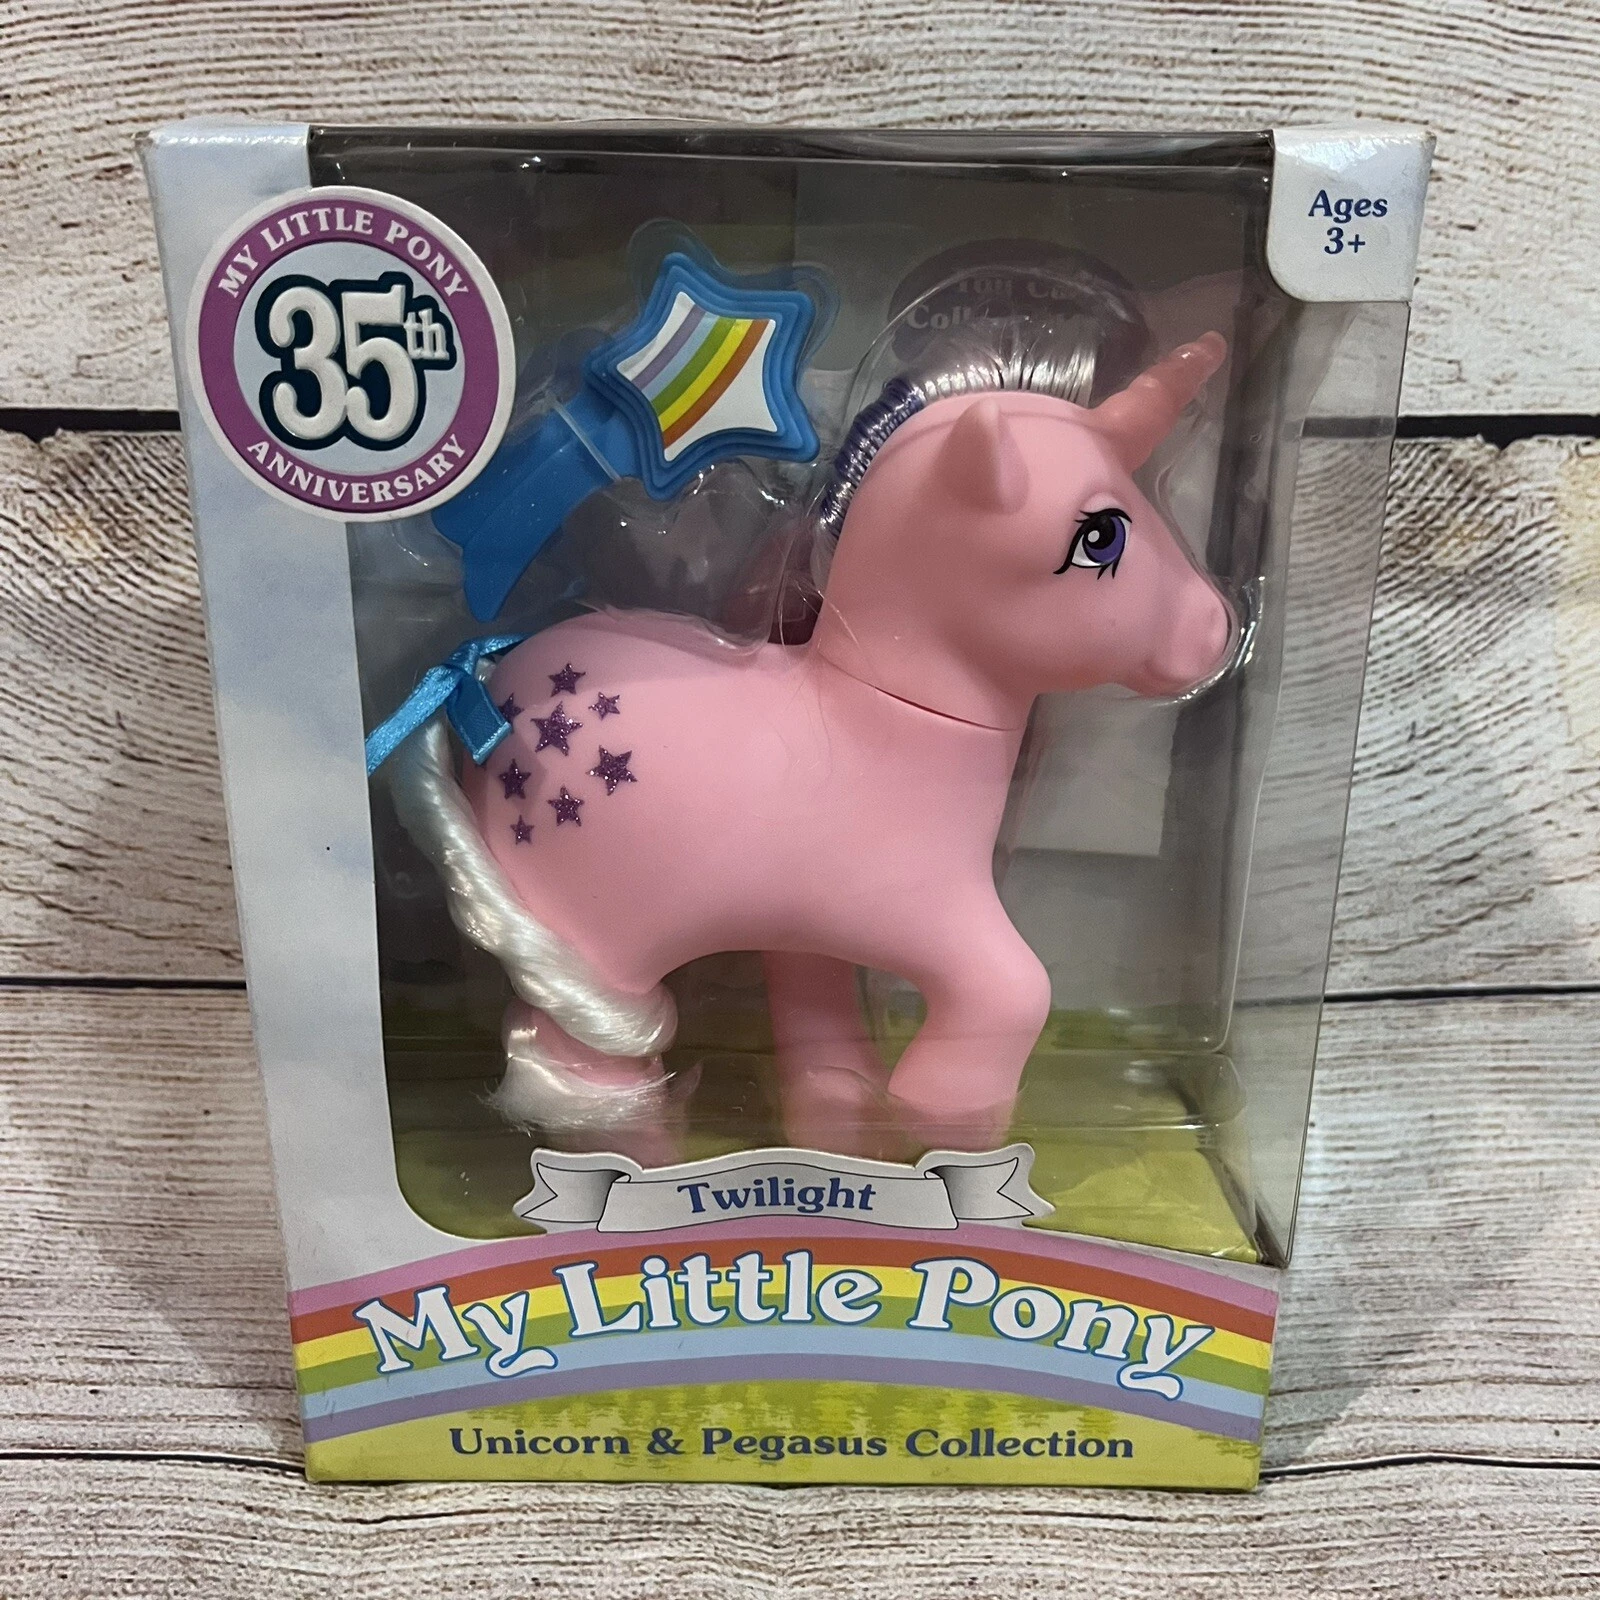 MY LITTLE PONY
35th
ANNIVERSARY
Ages
3+
Twilight
My Little Pony
Unicorn & Pegasus Collection